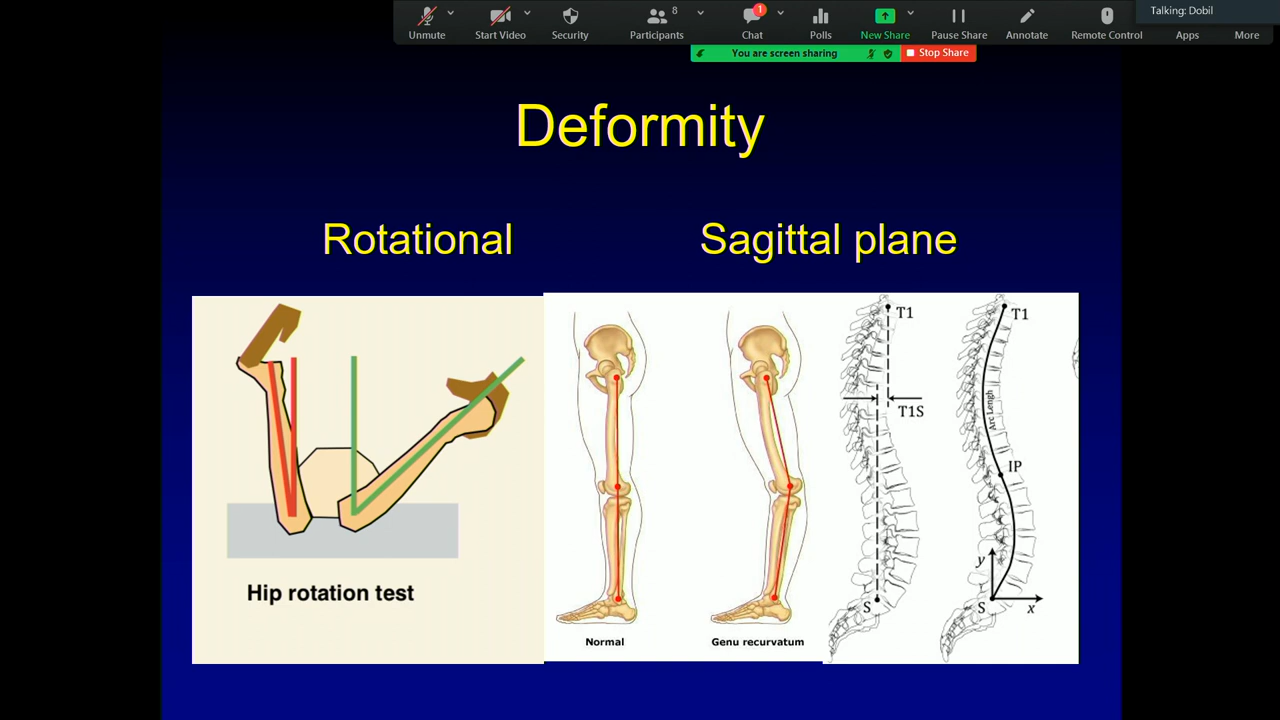 Talking: Dobil
8
1
Unmute
Start Video
Security
Participants
Chat
Polls
New Share
Pause Share
Annotate
Remote Control
Apps
More
You are screen sharing
Stop Share
Deformity
Rotational
Sagittal plane
Hip rotation test
Normal
Genu recurvatum
T1
T1S
S
T1
Arc Lengh
IP
y
S
x